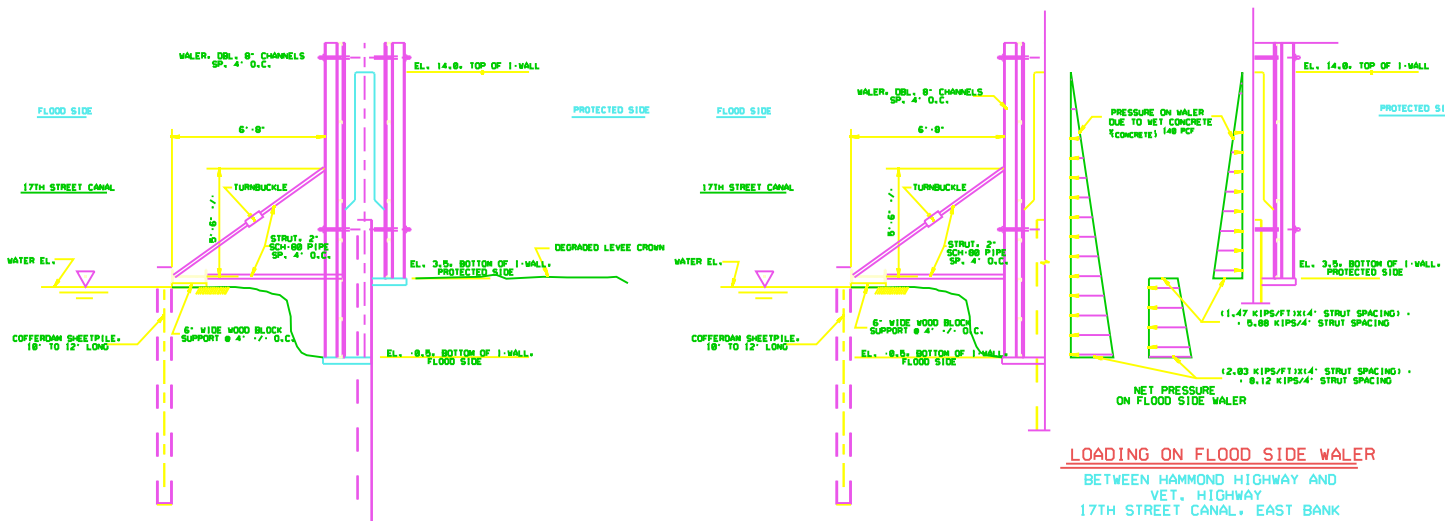 WALER. DBL. 8" CHANNELS
SP. 4' O.C.
EL. 14.0. TOP OF I-WALL
FLOOD SIDE
PROTECTED SIDE
6'-8"
17TH STREET CANAL
TURNBUCKLE
5'-6" +/-
STRUT. 2"
SCH-80 PIPE
SP. 4' O.C.
DEGRADED LEVEE CROWN
WATER EL.
EL. 3.5. BOTTOM OF I-WALL.
PROTECTED SIDE
6" WIDE WOOD BLOCK
SUPPORT @ 4' +/- O.C.
COFFERDAM SHEETPILE.
10' TO 12' LONG
EL. -0.5. BOTTOM OF I-WALL.
FLOOD SIDE
WALER. DBL. 8" CHANNELS
SP. 4' O.C.
EL. 14.0. TOP OF I-WALL
FLOOD SIDE
PROTECTED SI
PRESSURE ON WALER
DUE TO WET CONCRETE
(CONCRETE) 140 PCF
6'-8"
17TH STREET CANAL
TURNBUCKLE
5'-6" +/-
STRUT. 2"
SCH-80 PIPE
SP. 4' O.C.
WATER EL.
EL. 3.5. BOTTOM OF I-WALL.
PROTECTED SIDE
6" WIDE WOOD BLOCK
SUPPORT @ 4' +/- O.C.
COFFERDAM SHEETPILE.
10' TO 12' LONG
EL. -0.5. BOTTOM OF I-WALL.
FLOOD SIDE
(1.47 KIPS/FT)X(4' STRUT SPACING) =
= 5.88 KIPS/4' STRUT SPACING
(2.03 KIPS/FT)X(4' STRUT SPACING) =
= 8.12 KIPS/4' STRUT SPACING
NET PRESSURE
ON FLOOD SIDE WALER
LOADING ON FLOOD SIDE WALER
BETWEEN HAMMOND HIGHWAY AND
VET. HIGHWAY
17TH STREET CANAL. EAST BANK